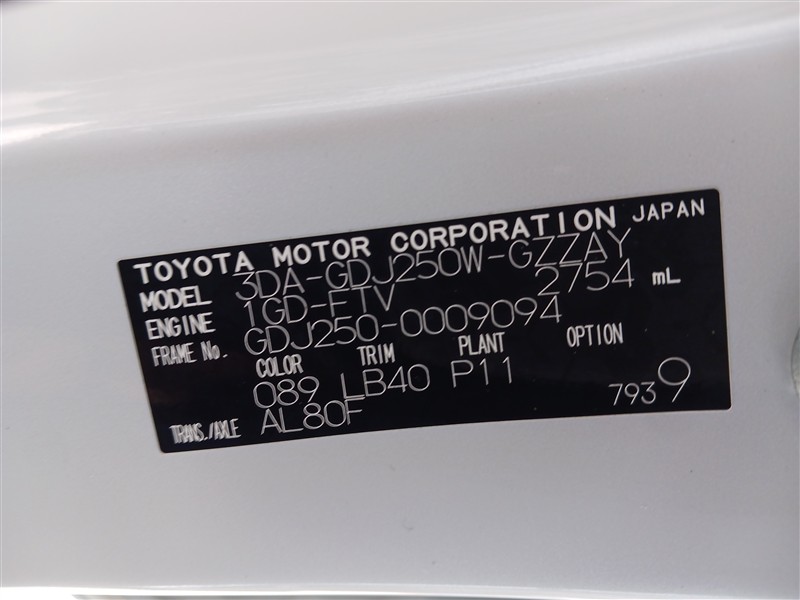 TOYOTA MOTOR CORPORATION JAPAN
MODEL 3DA-GDJ250W-GZZAY
ENGINE 1GD-FTV 2754 mL
FRAME No. GDJ250-0009094
COLOR TRIM PLANT OPTION
089 LB40 P11
TRANS./AXLE AL80F 7939